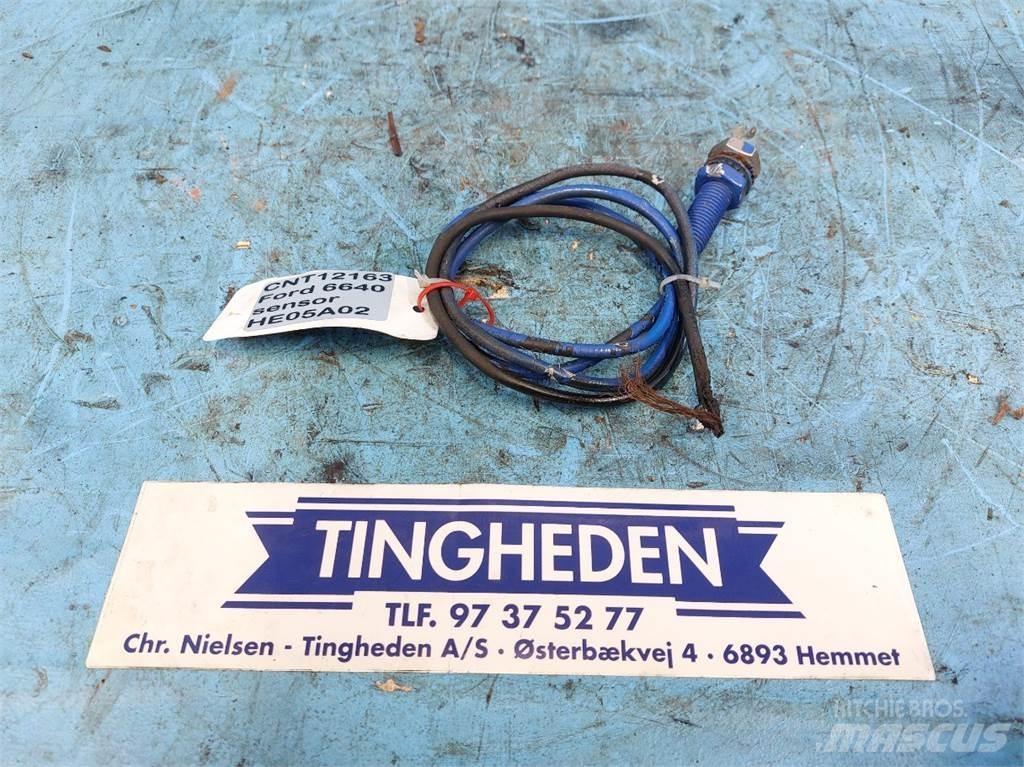 CNT12163
Ford 6640
sensor
HE05A02
TINGHEDEN
TLF. 97 37 52 77
Chr. Nielsen - Tingheden A/S · Østerbækvej 4 · 6893 Hemmet
RITCHIE BROS.
MASCUS